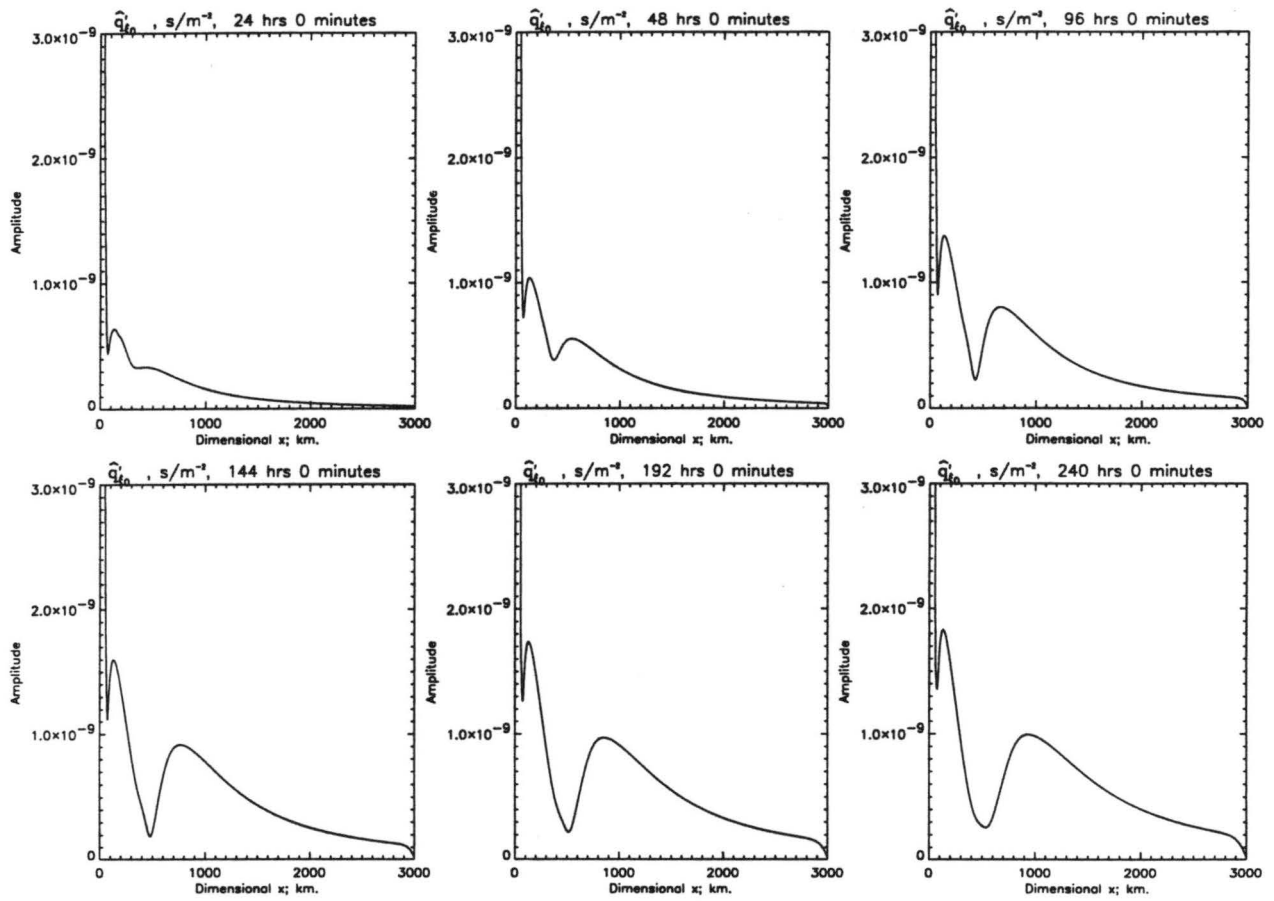 q̂′ℓ0 , s/m⁻², 24 hrs 0 minutes
3.0×10⁻⁹
2.0×10⁻⁹
1.0×10⁻⁹
0
Amplitude
0 1000 2000 3000
Dimensional x; km.
q̂′ℓ0 , s/m⁻², 48 hrs 0 minutes
3.0×10⁻⁹
2.0×10⁻⁹
1.0×10⁻⁹
0
Amplitude
0 1000 2000 3000
Dimensional x; km.
q̂′ℓ0 , s/m⁻², 96 hrs 0 minutes
3.0×10⁻⁹
2.0×10⁻⁹
1.0×10⁻⁹
0
Amplitude
0 1000 2000 3000
Dimensional x; km.
q̂′ℓ0 , s/m⁻², 144 hrs 0 minutes
3.0×10⁻⁹
2.0×10⁻⁹
1.0×10⁻⁹
0
Amplitude
0 1000 2000 3000
Dimensional x; km.
q̂′ℓ0 , s/m⁻², 192 hrs 0 minutes
3.0×10⁻⁹
2.0×10⁻⁹
1.0×10⁻⁹
0
Amplitude
0 1000 2000 3000
Dimensional x; km.
q̂′ℓ0 , s/m⁻², 240 hrs 0 minutes
3.0×10⁻⁹
2.0×10⁻⁹
1.0×10⁻⁹
0
Amplitude
0 1000 2000 3000
Dimensional x; km.